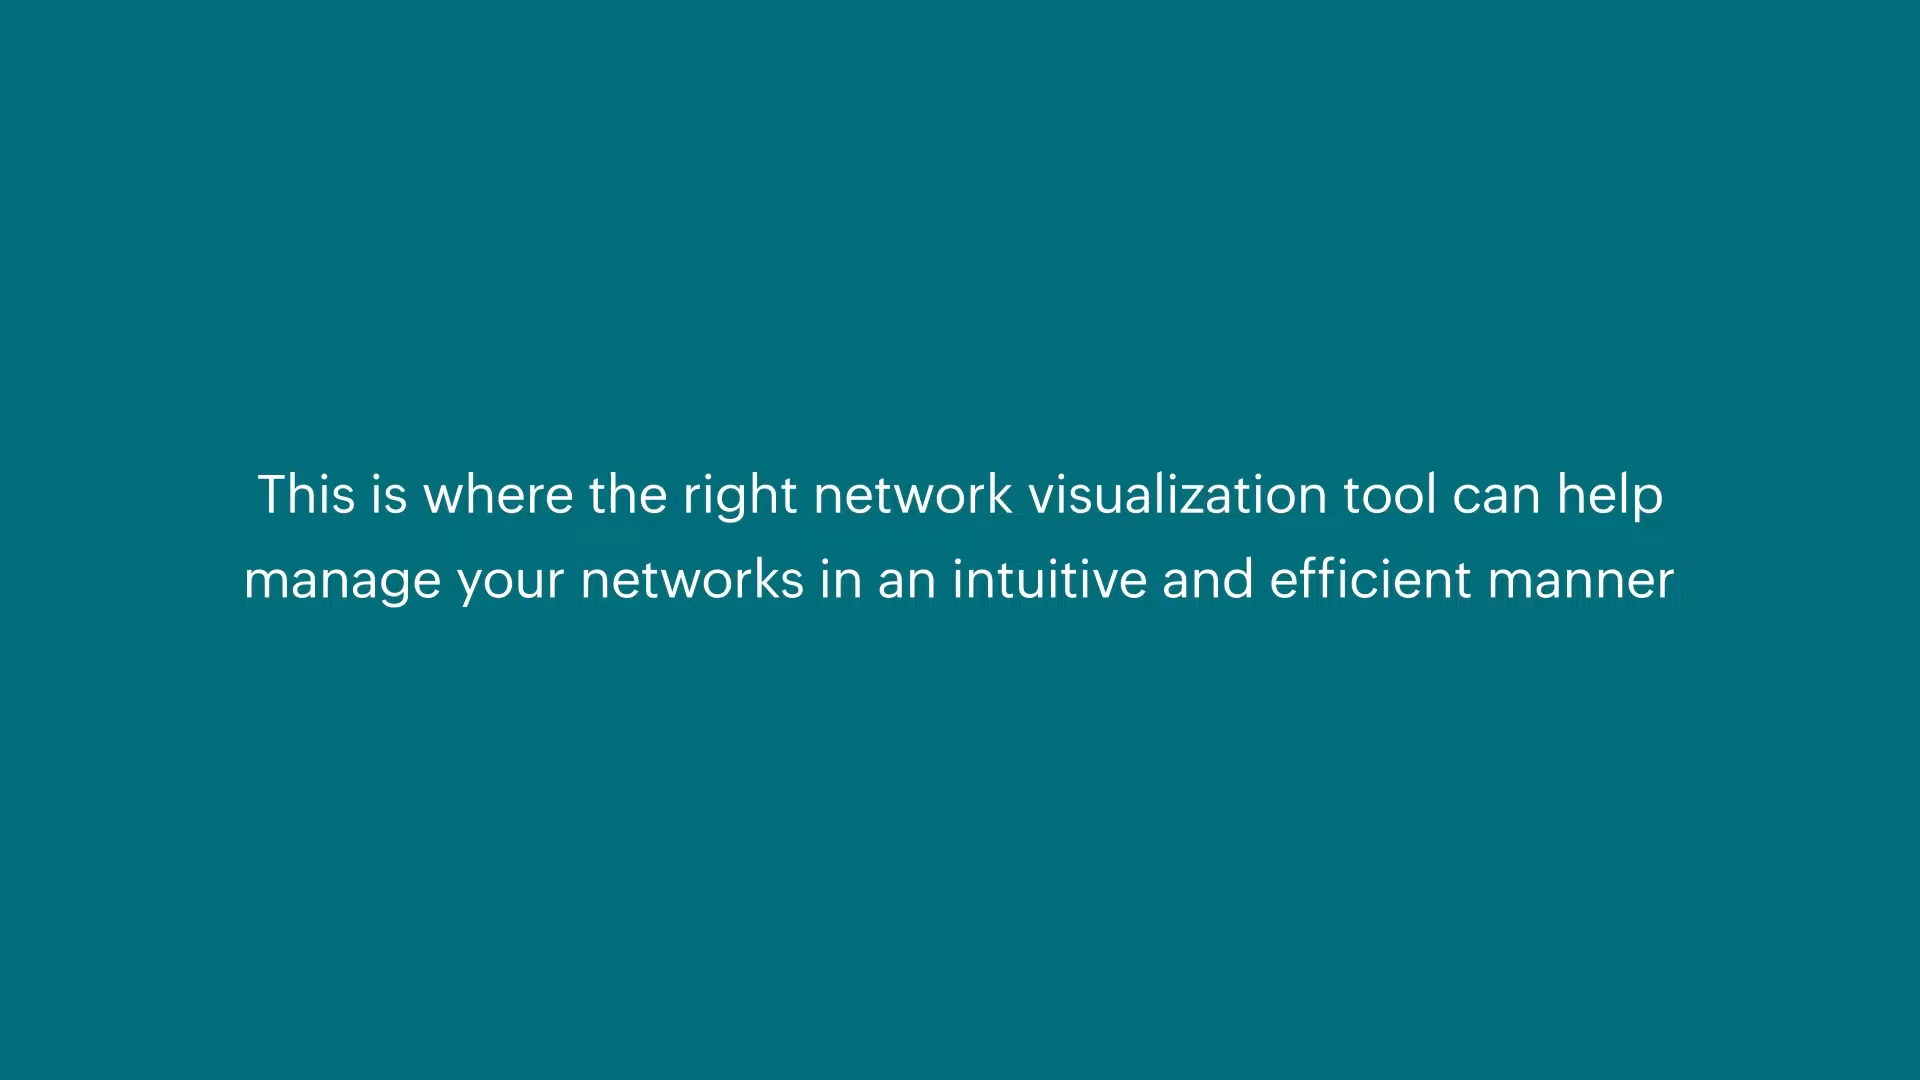 This is where the right network visualization tool can help
manage your networks in an intuitive and efficient manner